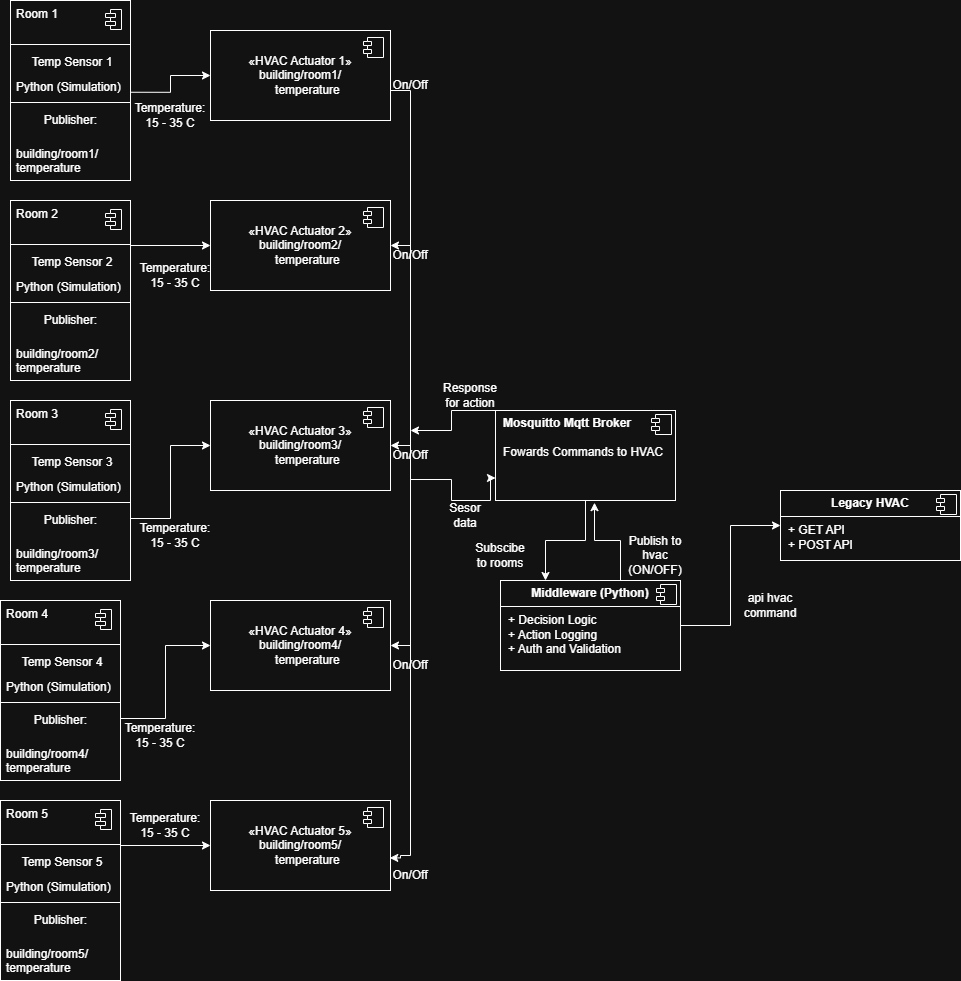 Room 1
Temp Sensor 1
Python (Simulation)
Publisher:
building/room1/
temperature
Temperature:
15 - 35 C
«HVAC Actuator 1»
building/room1/
temperature
On/Off
Room 2
Temp Sensor 2
Python (Simulation)
Publisher:
building/room2/
temperature
Temperature:
15 - 35 C
«HVAC Actuator 2»
building/room2/
temperature
On/Off
Room 3
Temp Sensor 3
Python (Simulation)
Publisher:
building/room3/
temperature
Temperature:
15 - 35 C
«HVAC Actuator 3»
building/room3/
temperature
On/Off
Room 4
Temp Sensor 4
Python (Simulation)
Publisher:
building/room4/
temperature
Temperature:
15 - 35 C
«HVAC Actuator 4»
building/room4/
temperature
On/Off
Room 5
Temp Sensor 5
Python (Simulation)
Publisher:
building/room5/
temperature
Temperature:
15 - 35 C
«HVAC Actuator 5»
building/room5/
temperature
On/Off
Response
for action
Mosquitto Mqtt Broker
Fowards Commands to HVAC
Sesor
data
Subscibe
to rooms
Publish to
hvac
(ON/OFF)
Middleware (Python)
+ Decision Logic
+ Action Logging
+ Auth and Validation
api hvac
command
Legacy HVAC
+ GET API
+ POST API